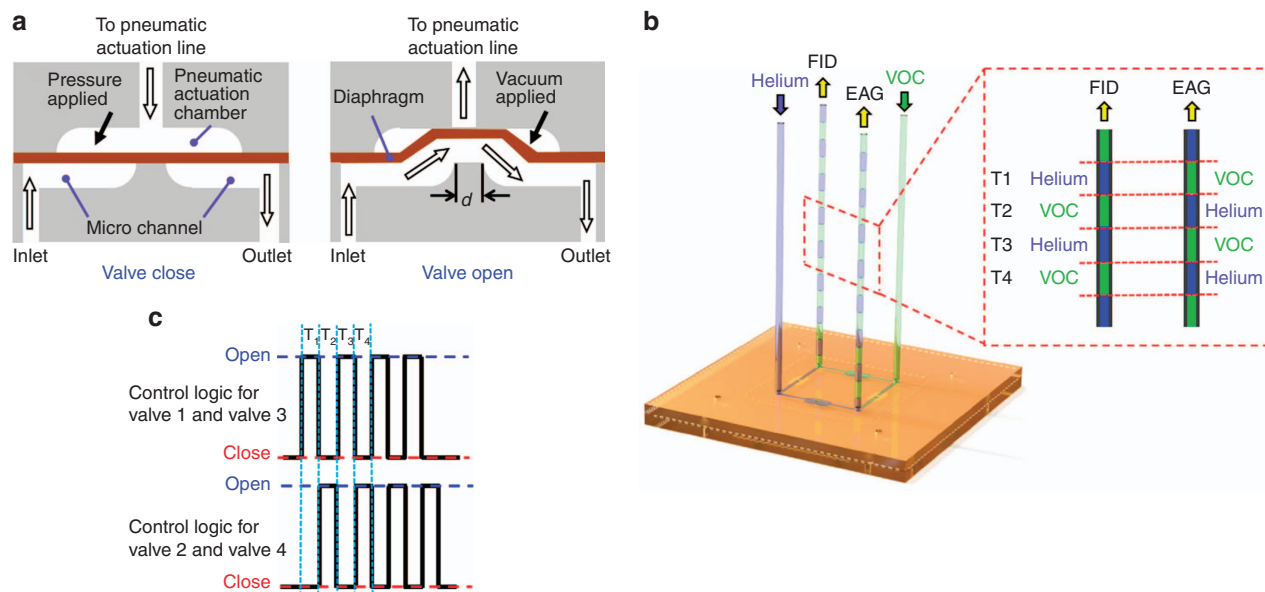 a
To pneumatic
actuation line
Pressure
applied
Pneumatic
actuation
chamber
Micro channel
Inlet
Outlet
Valve close
To pneumatic
actuation line
Diaphragm
Vacuum
applied
d
Inlet
Outlet
Valve open
b
Helium
FID
EAG
VOC
FID
EAG
T1 Helium VOC
T2 VOC Helium
T3 Helium VOC
T4 VOC Helium
c
T1 T2 T3 T4
Open
Control logic for
valve 1 and valve 3
Close
Open
Control logic for
valve 2 and valve 4
Close